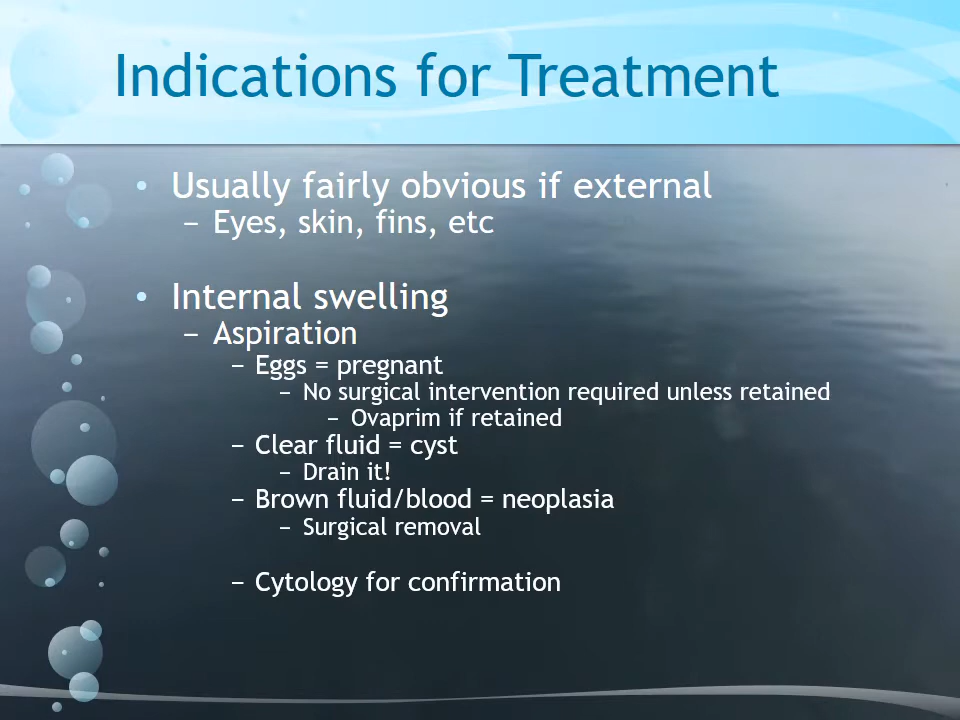 Indications for Treatment
• Usually fairly obvious if external
– Eyes, skin, fins, etc
• Internal swelling
– Aspiration
– Eggs = pregnant
– No surgical intervention required unless retained
– Ovaprim if retained
– Clear fluid = cyst
– Drain it!
– Brown fluid/blood = neoplasia
– Surgical removal
– Cytology for confirmation